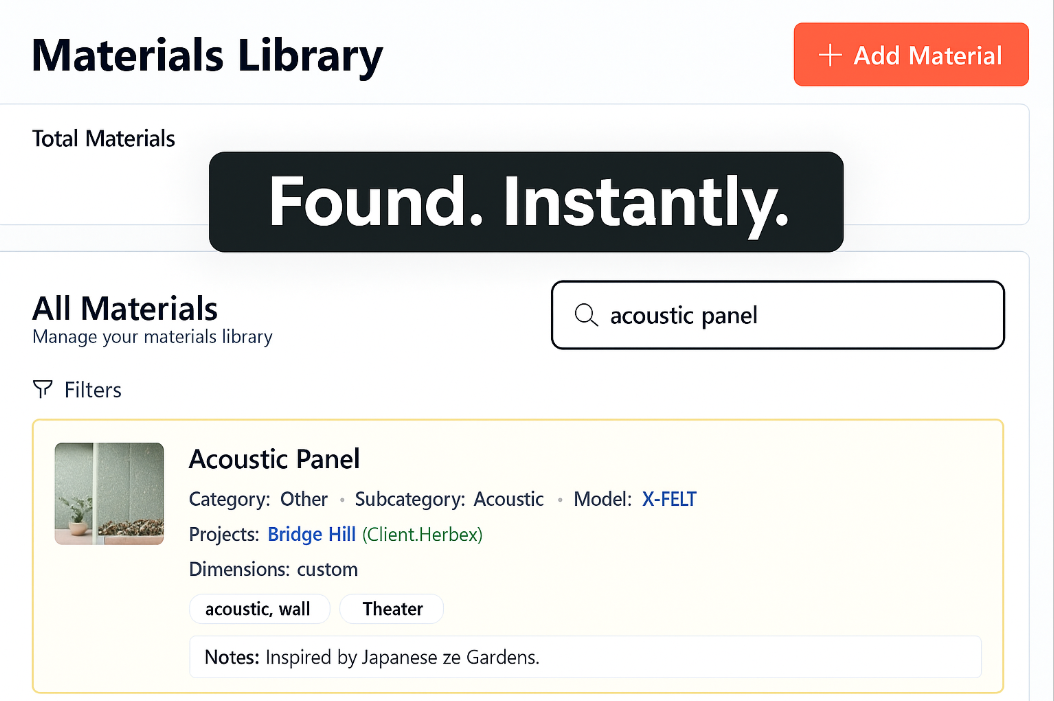 Materials Library
+ Add Material
Total Materials
Found. Instantly.
All Materials
Manage your materials library
acoustic panel
Filters
Acoustic Panel
Category: Other • Subcategory: Acoustic • Model: X-FELT
Projects: Bridge Hill (Client.Herbex)
Dimensions: custom
acoustic, wall Theater
Notes: Inspired by Japanese ze Gardens.